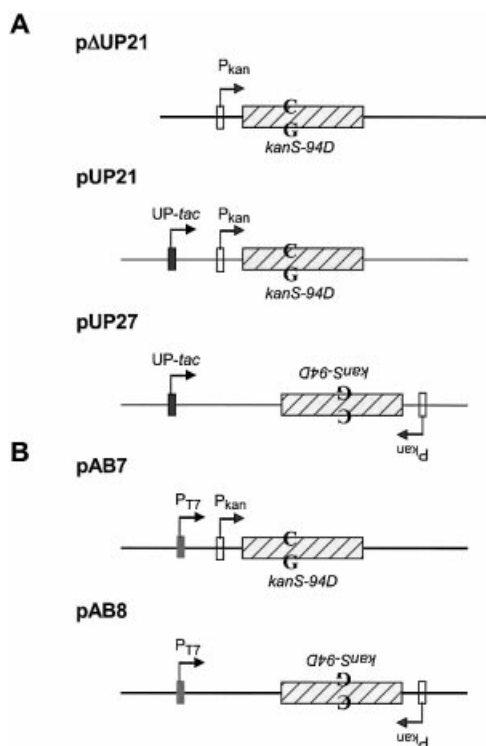 A
pΔUP21
Pkan
C
G
kanS-94D
pUP21
UP-tac
Pkan
C
G
kanS-94D
pUP27
UP-tac
kanS-94D
G
C
Pkan
B
pAB7
PT7
Pkan
C
G
kanS-94D
pAB8
PT7
kanS-94D
G
C
Pkan